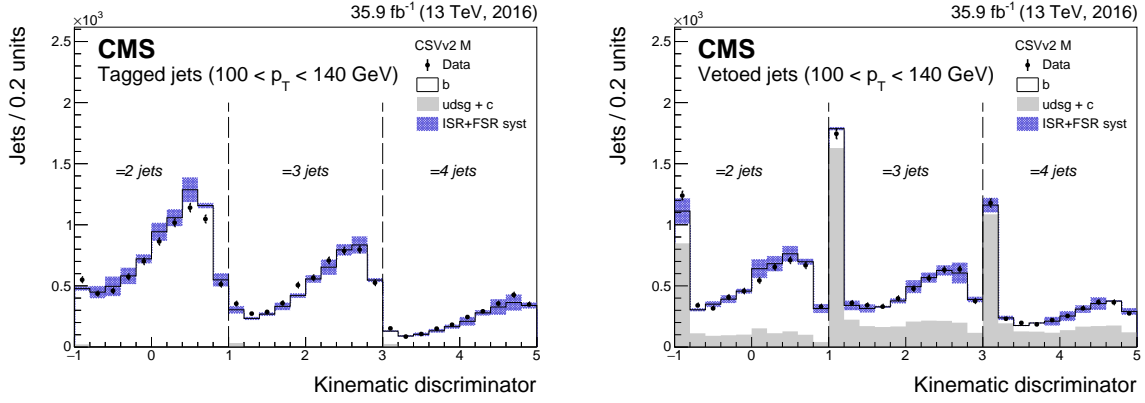 35.9 fb⁻¹ (13 TeV, 2016)
×10³
Jets / 0.2 units
CMS
Tagged jets (100 < p_T < 140 GeV)
CSVv2 M
Data
b
udsg + c
ISR+FSR syst
=2 jets
=3 jets
=4 jets
2.5
2
1.5
1
0.5
0
−1 0 1 2 3 4 5
Kinematic discriminator
35.9 fb⁻¹ (13 TeV, 2016)
×10³
Jets / 0.2 units
CMS
Vetoed jets (100 < p_T < 140 GeV)
CSVv2 M
Data
b
udsg + c
ISR+FSR syst
=2 jets
=3 jets
=4 jets
2.5
2
1.5
1
0.5
0
−1 0 1 2 3 4 5
Kinematic discriminator